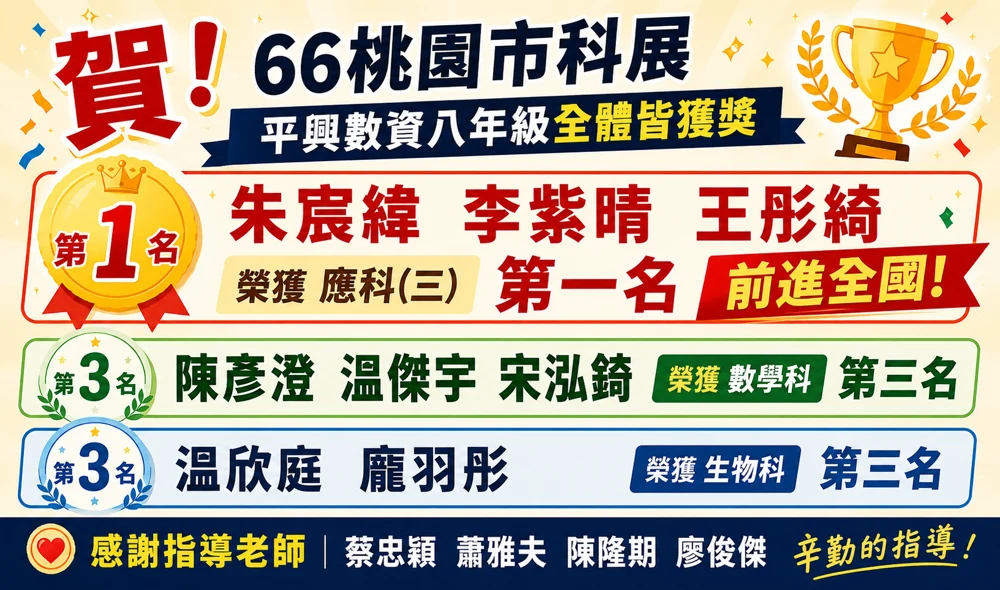 賀!
66桃園市科展
平興數資八年級全體皆獲獎
第1名
朱宸緯 李紫晴 王彤綺
榮獲 應科(三) 第一名 前進全國!
第3名 陳彥澄 溫傑宇 宋泓錡 榮獲 數學科 第三名
第3名 溫欣庭 龐羽彤 榮獲 生物科 第三名
感謝指導老師 | 蔡忠穎 蕭雅夫 陳隆期 廖俊傑 辛勤的指導!